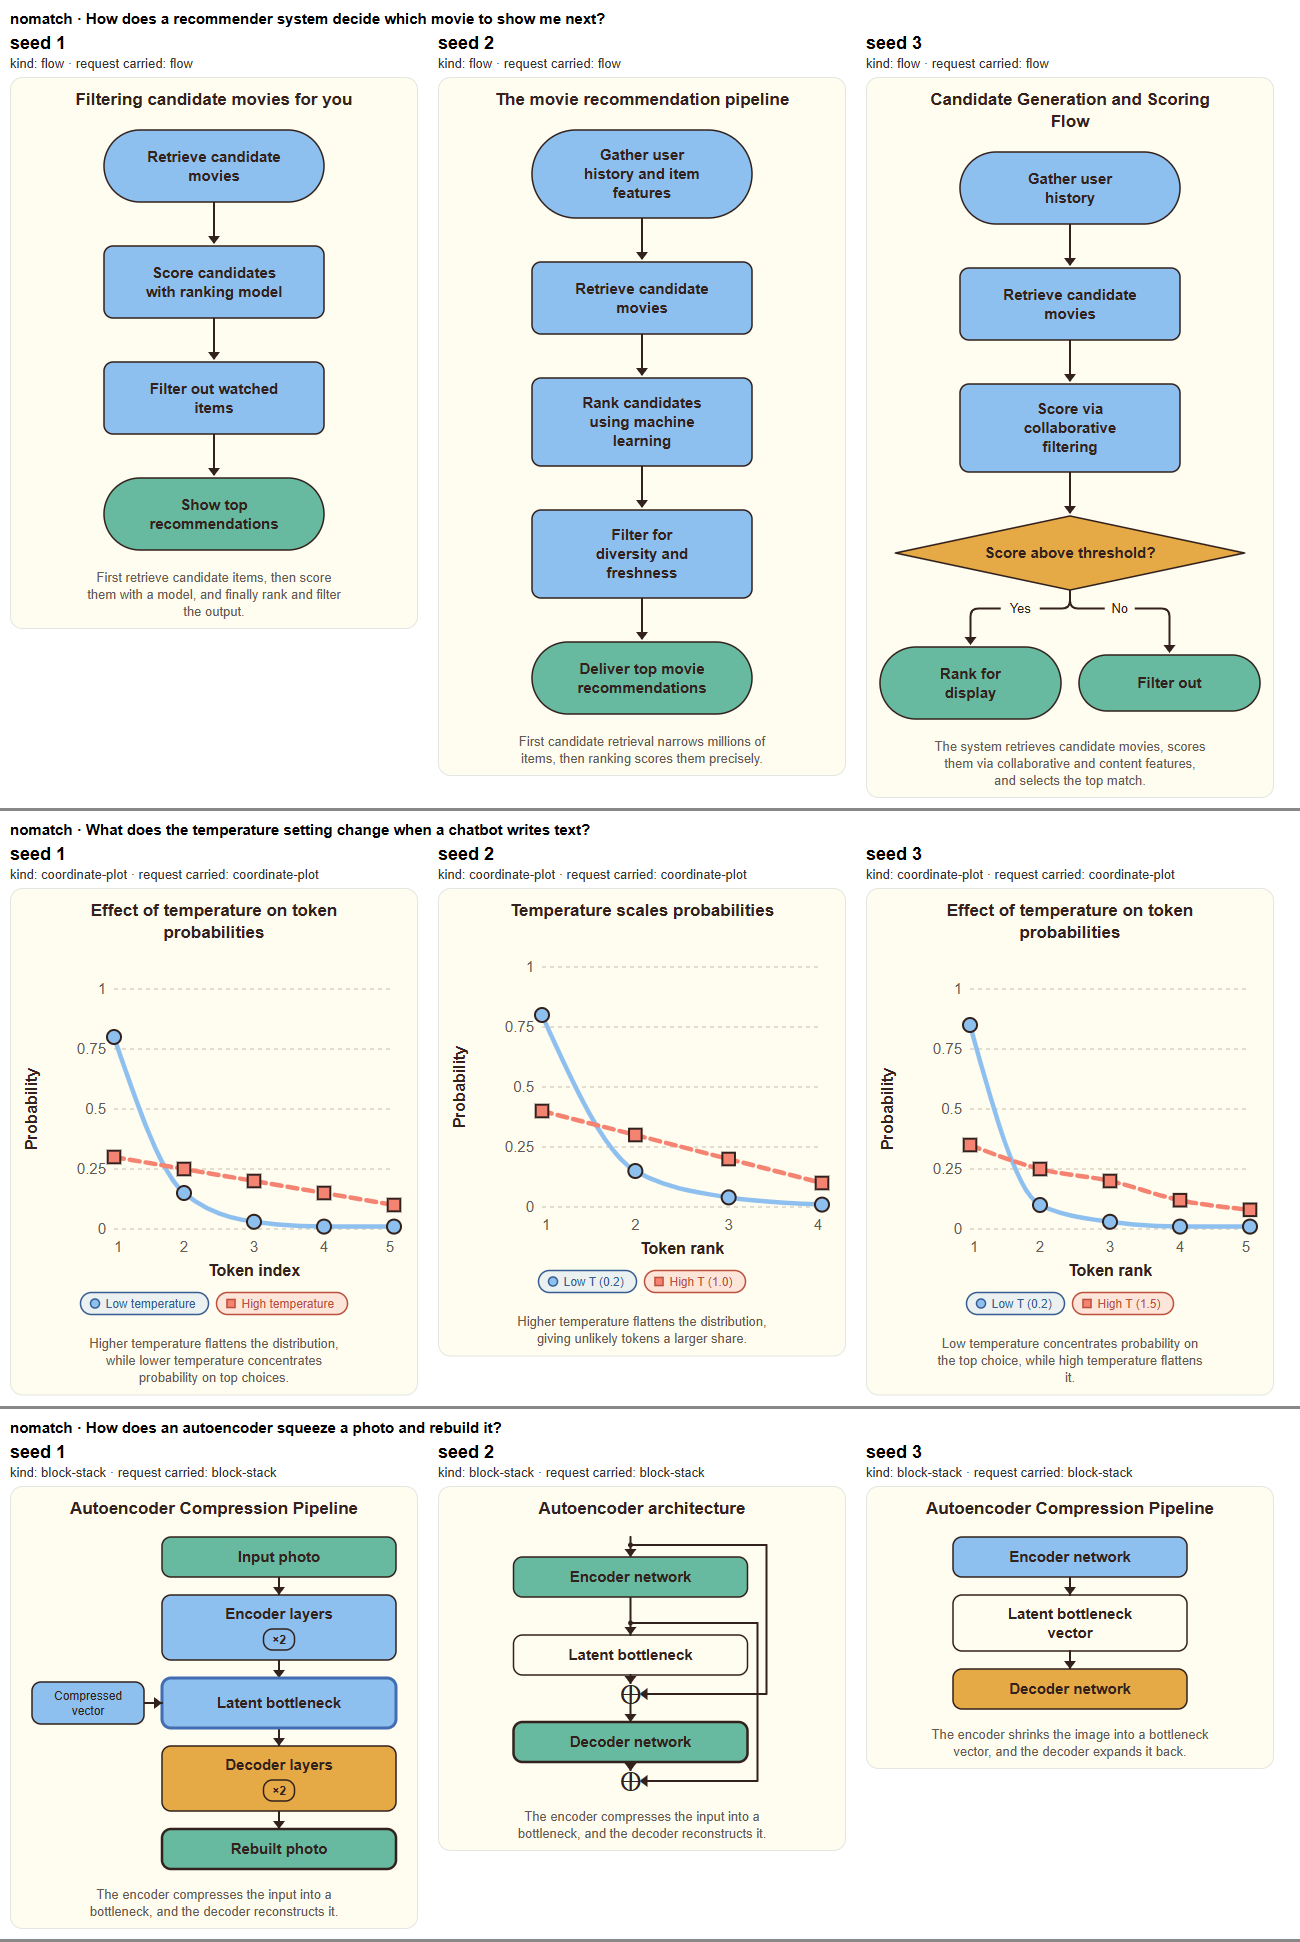 nomatch · How does a recommender system decide which movie to show me next?
seed 1
kind: flow · request carried: flow
Filtering candidate movies for you
Retrieve candidate
movies
Score candidates
with ranking model
Filter out watched
items
Show top
recommendations
First retrieve candidate items, then score
them with a model, and finally rank and filter
the output.
seed 2
kind: flow · request carried: flow
The movie recommendation pipeline
Gather user
history and item
features
Retrieve candidate
movies
Rank candidates
using machine
learning
Filter for
diversity and
freshness
Deliver top movie
recommendations
First candidate retrieval narrows millions of
items, then ranking scores them precisely.
seed 3
kind: flow · request carried: flow
Candidate Generation and Scoring
Flow
Gather user
history
Retrieve candidate
movies
Score via
collaborative
filtering
Score above threshold?
Yes
No
Rank for
display
Filter out
The system retrieves candidate movies, scores
them via collaborative and content features,
and selects the top match.
nomatch · What does the temperature setting change when a chatbot writes text?
seed 1
kind: coordinate-plot · request carried: coordinate-plot
Effect of temperature on token
probabilities
Probability
1
0.75
0.5
0.25
0
1 2 3 4 5
Token index
Low temperature
High temperature
Higher temperature flattens the distribution,
while lower temperature concentrates
probability on top choices.
seed 2
kind: coordinate-plot · request carried: coordinate-plot
Temperature scales probabilities
Probability
1
0.75
0.5
0.25
0
1 2 3 4
Token rank
Low T (0.2)
High T (1.0)
Higher temperature flattens the distribution,
giving unlikely tokens a larger share.
seed 3
kind: coordinate-plot · request carried: coordinate-plot
Effect of temperature on token
probabilities
Probability
1
0.75
0.5
0.25
0
1 2 3 4 5
Token rank
Low T (0.2)
High T (1.5)
Low temperature concentrates probability on
the top choice, while high temperature flattens
it.
nomatch · How does an autoencoder squeeze a photo and rebuild it?
seed 1
kind: block-stack · request carried: block-stack
Autoencoder Compression Pipeline
Input photo
Encoder layers
×2
Compressed
vector
Latent bottleneck
Decoder layers
×2
Rebuilt photo
The encoder compresses the input into a
bottleneck, and the decoder reconstructs it.
seed 2
kind: block-stack · request carried: block-stack
Autoencoder architecture
Encoder network
Latent bottleneck
Decoder network
The encoder compresses the input into a
bottleneck, and the decoder reconstructs it.
seed 3
kind: block-stack · request carried: block-stack
Autoencoder Compression Pipeline
Encoder network
Latent bottleneck
vector
Decoder network
The encoder shrinks the image into a bottleneck
vector, and the decoder expands it back.